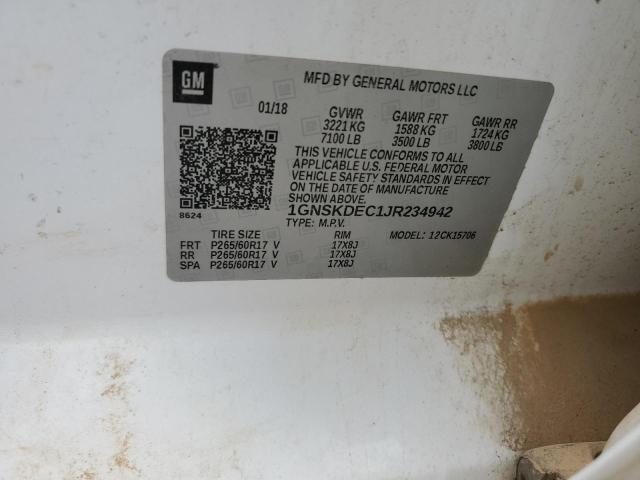 GM
MFD BY GENERAL MOTORS LLC
01/18 GVWR GAWR FRT GAWR RR
3221 KG 1588 KG 1724 KG
7100 LB 3500 LB 3800 LB
THIS VEHICLE CONFORMS TO ALL
APPLICABLE U.S. FEDERAL MOTOR
VEHICLE SAFETY STANDARDS IN EFFECT
ON THE DATE OF MANUFACTURE
SHOWN ABOVE
8624
1GNSKDEC1JR234942
TYPE: M.P.V. MODEL: 12CK15706
TIRE SIZE RIM
FRT P265/60R17 V 17X8J
RR P265/60R17 V 17X8J
SPA P265/60R17 V 17X8J